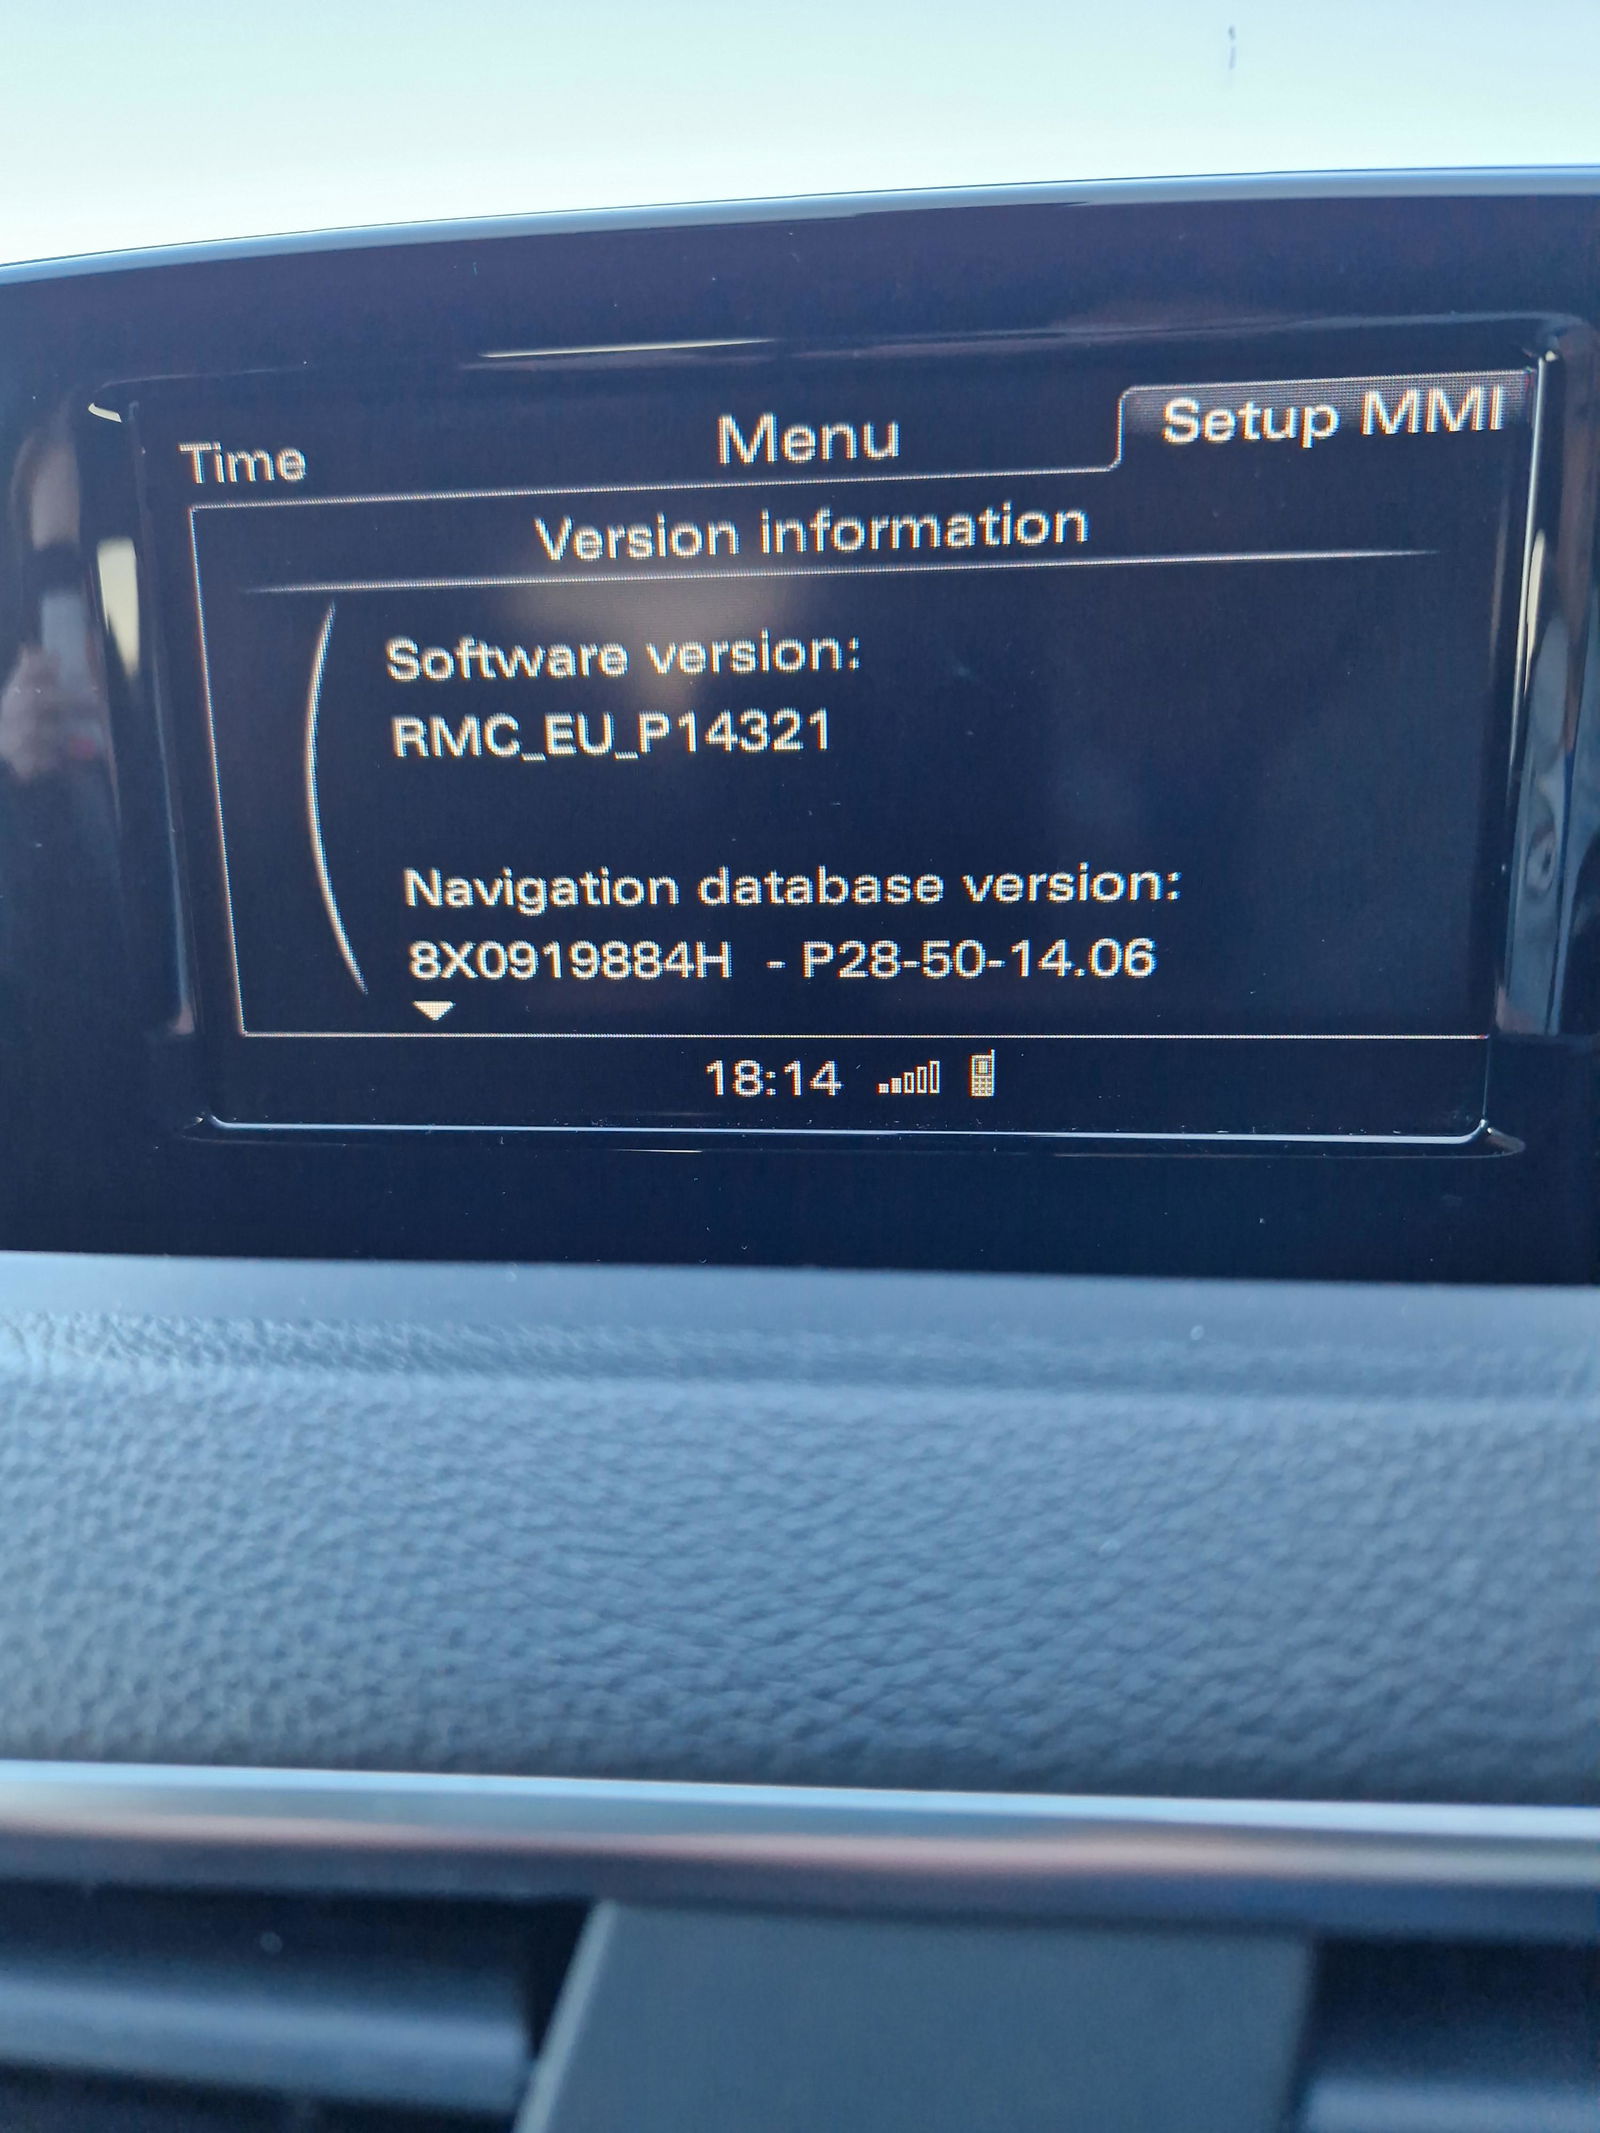 Time
Menu
Setup MMI
Version information
Software version:
RMC_EU_P14321
Navigation database version:
8X0919884H - P28-50-14.06
18:14